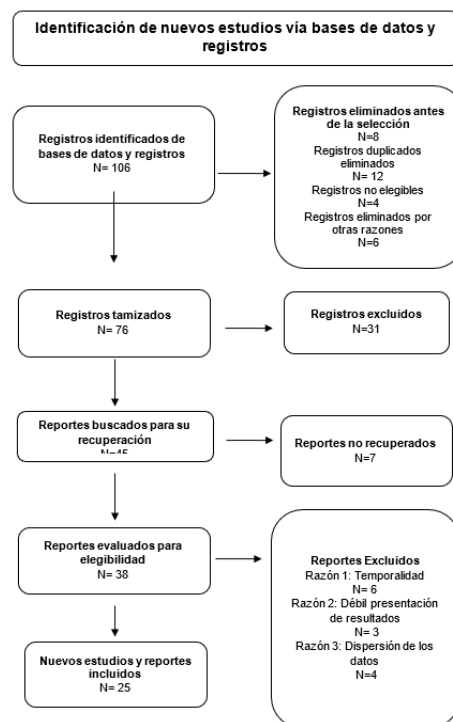 Identificación de nuevos estudios vía bases de datos y
registros
Registros identificados de
bases de datos y registros
N= 106
Registros eliminados antes
de la selección
N=8
Registros duplicados
eliminados
N= 12
Registros no elegibles
N=4
Registros eliminados por
otras razones
N=6
Registros tamizados
N= 76
Registros excluidos
N=31
Reportes buscados para su
recuperación
N=45
Reportes no recuperados
N=7
Reportes evaluados para
elegibilidad
N= 38
Reportes Excluidos
Razón 1: Temporalidad
N= 6
Razón 2: Débil presentación
de resultados
N= 3
Razón 3: Dispersión de los
datos
N=4
Nuevos estudios y reportes
incluidos
N= 25